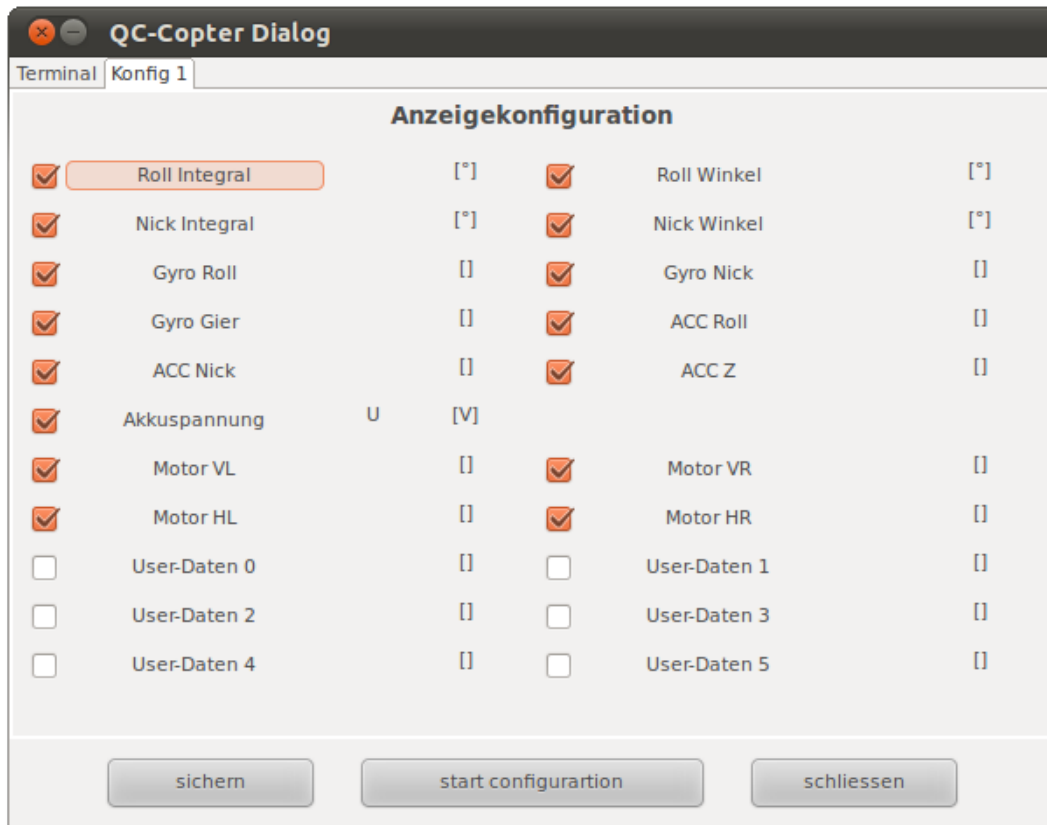 QC-Copter Dialog
Terminal Konfig 1
Anzeigekonfiguration
Roll Integral [°] Roll Winkel [°]
Nick Integral [°] Nick Winkel [°]
Gyro Roll [] Gyro Nick []
Gyro Gier [] ACC Roll []
ACC Nick [] ACC Z []
Akkuspannung U [V]
Motor VL [] Motor VR []
Motor HL [] Motor HR []
User-Daten 0 [] User-Daten 1 []
User-Daten 2 [] User-Daten 3 []
User-Daten 4 [] User-Daten 5 []
sichern start configurartion schliessen